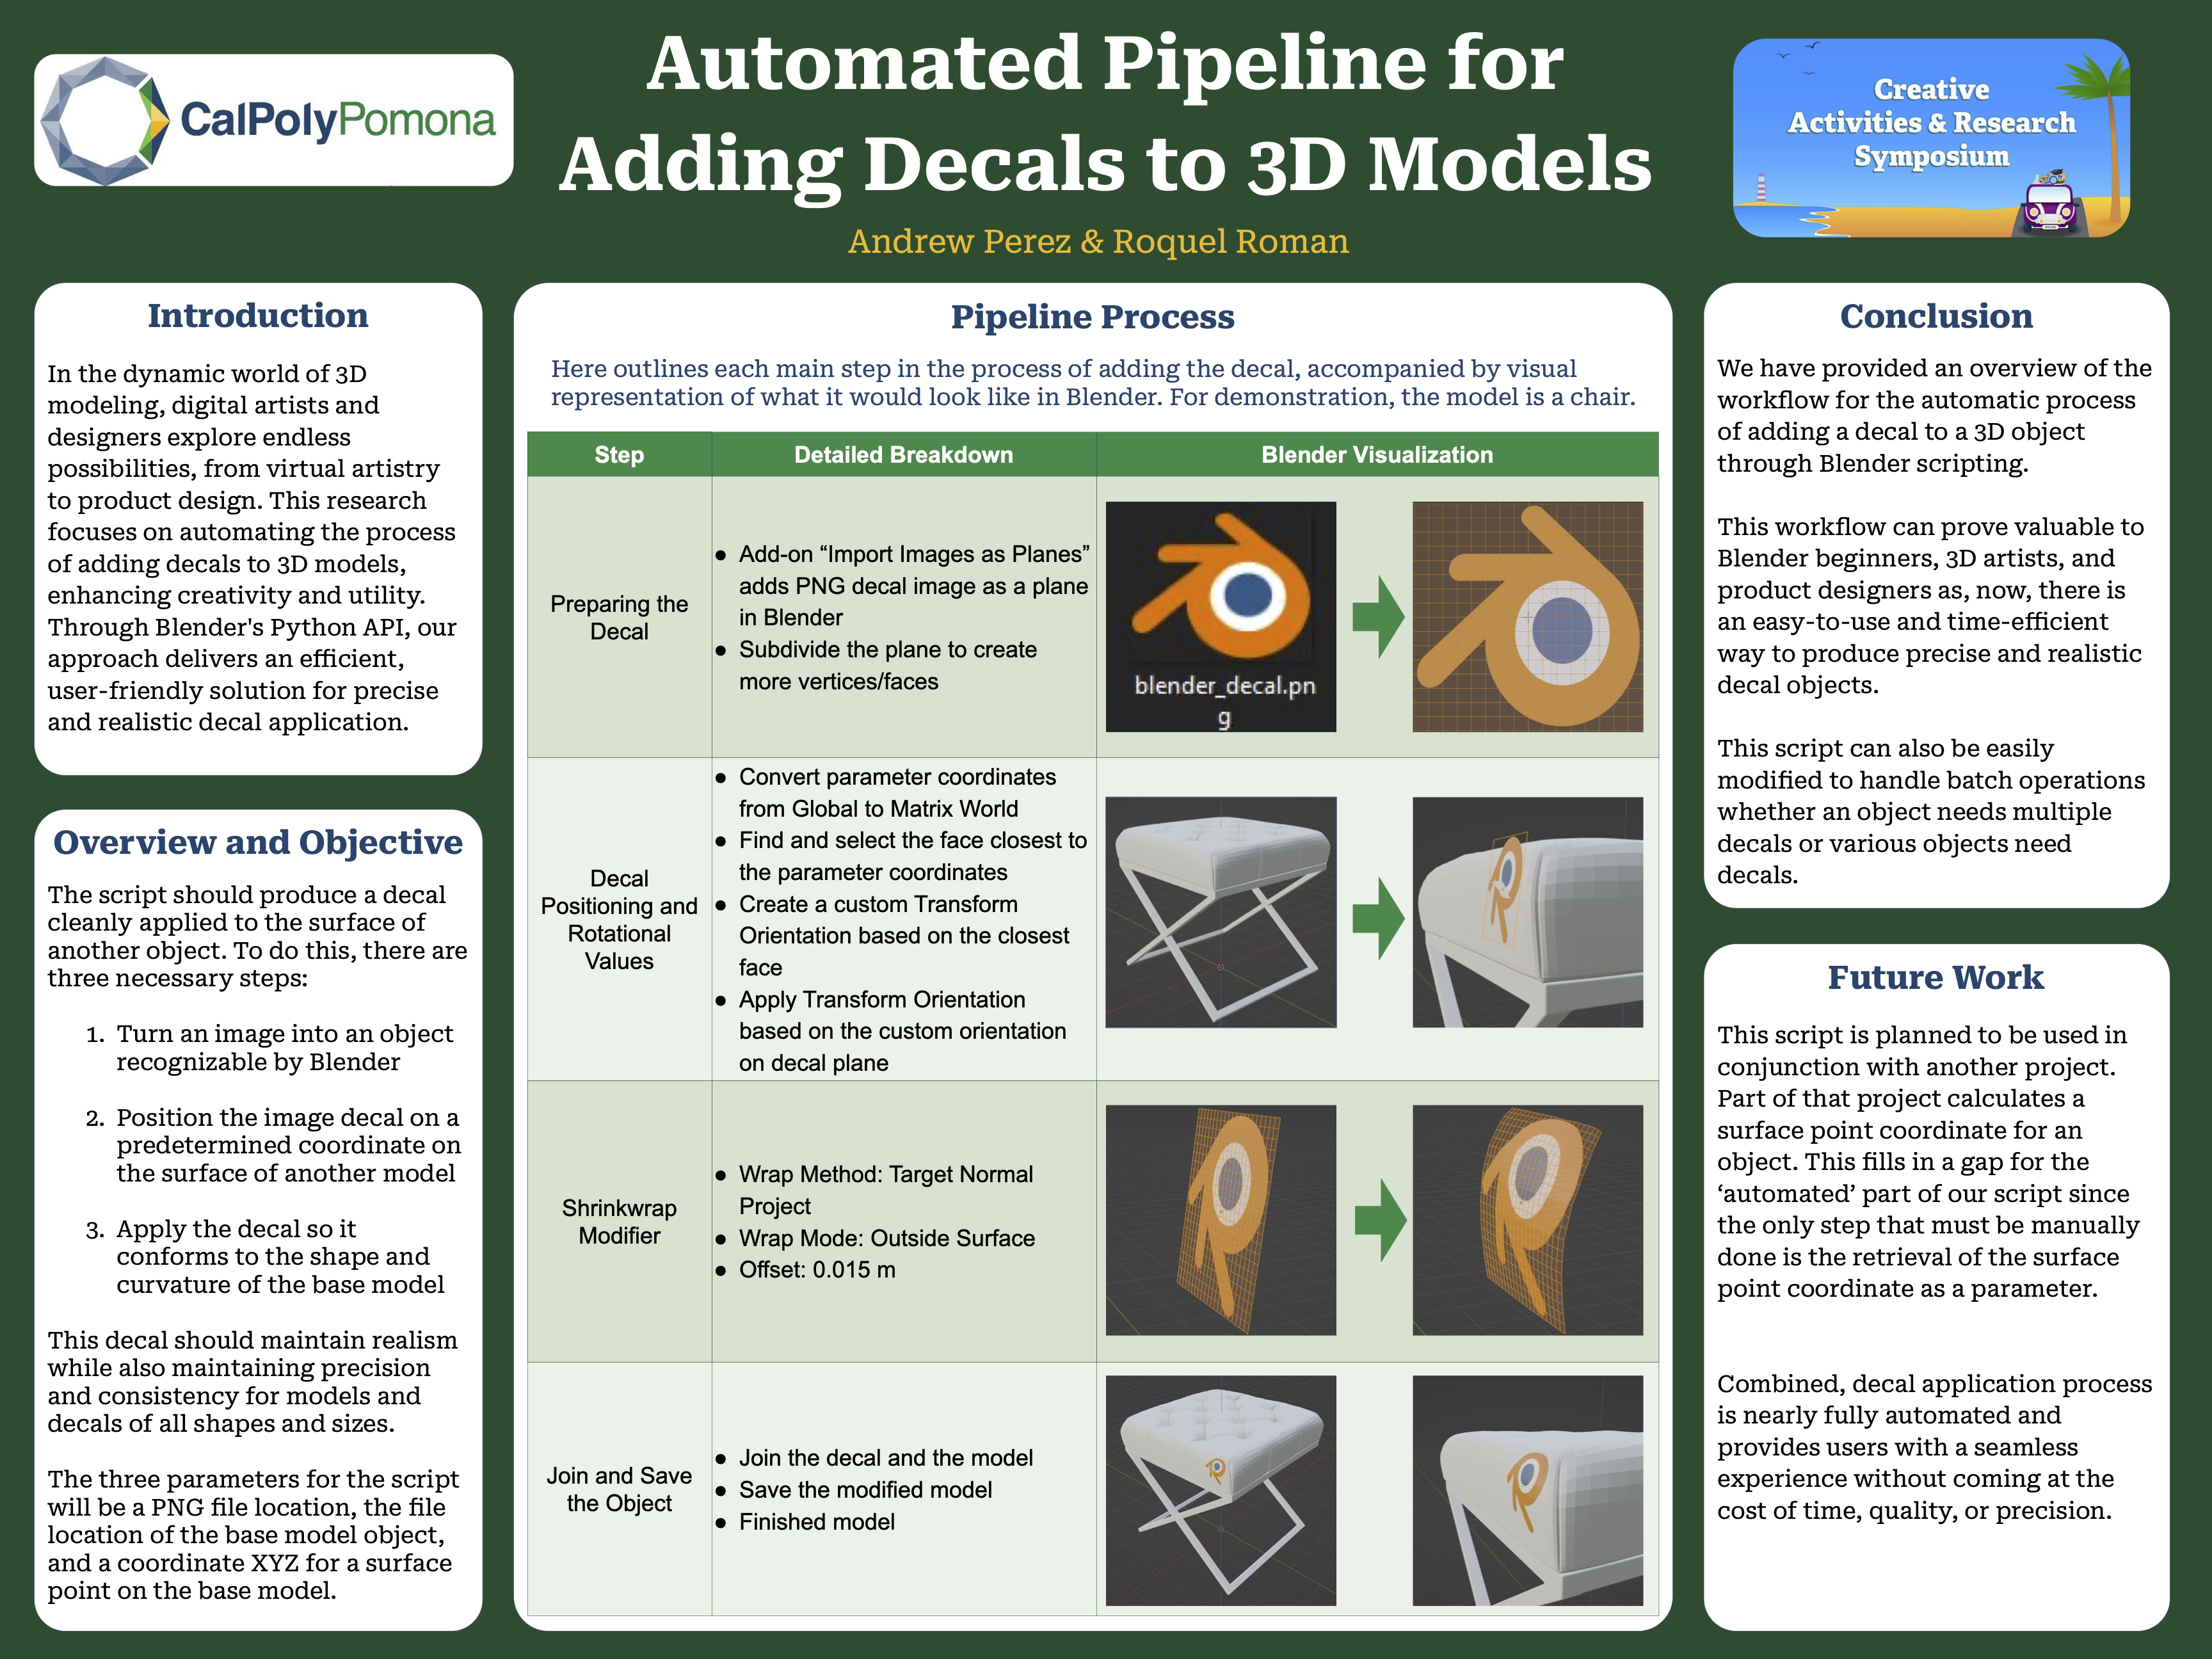 CalPolyPomona
Automated Pipeline for
Adding Decals to 3D Models
Andrew Perez & Roquel Roman
Creative
Activities & Research
Symposium
Introduction
In the dynamic world of 3D
modeling, digital artists and
designers explore endless
possibilities, from virtual artistry
to product design. This research
focuses on automating the process
of adding decals to 3D models,
enhancing creativity and utility.
Through Blender's Python API, our
approach delivers an efficient,
user-friendly solution for precise
and realistic decal application.
Overview and Objective
The script should produce a decal
cleanly applied to the surface of
another object. To do this, there are
three necessary steps:
1. Turn an image into an object
recognizable by Blender
2. Position the image decal on a
predetermined coordinate on
the surface of another model
3. Apply the decal so it
conforms to the shape and
curvature of the base model
This decal should maintain realism
while also maintaining precision
and consistency for models and
decals of all shapes and sizes.
The three parameters for the script
will be a PNG file location, the file
location of the base model object,
and a coordinate XYZ for a surface
point on the base model.
Pipeline Process
Here outlines each main step in the process of adding the decal, accompanied by visual
representation of what it would look like in Blender. For demonstration, the model is a chair.
Step Detailed Breakdown Blender Visualization
Preparing the
Decal
● Add-on “Import Images as Planes”
adds PNG decal image as a plane
in Blender
● Subdivide the plane to create
more vertices/faces
blender_decal.pn
g
Decal
Positioning and
Rotational
Values
● Convert parameter coordinates
from Global to Matrix World
● Find and select the face closest to
the parameter coordinates
● Create a custom Transform
Orientation based on the closest
face
● Apply Transform Orientation
based on the custom orientation
on decal plane
Shrinkwrap
Modifier
● Wrap Method: Target Normal
Project
● Wrap Mode: Outside Surface
● Offset: 0.015 m
Join and Save
the Object
● Join the decal and the model
● Save the modified model
● Finished model
Conclusion
We have provided an overview of the
workflow for the automatic process
of adding a decal to a 3D object
through Blender scripting.
This workflow can prove valuable to
Blender beginners, 3D artists, and
product designers as, now, there is
an easy-to-use and time-efficient
way to produce precise and realistic
decal objects.
This script can also be easily
modified to handle batch operations
whether an object needs multiple
decals or various objects need
decals.
Future Work
This script is planned to be used in
conjunction with another project.
Part of that project calculates a
surface point coordinate for an
object. This fills in a gap for the
‘automated’ part of our script since
the only step that must be manually
done is the retrieval of the surface
point coordinate as a parameter.
Combined, decal application process
is nearly fully automated and
provides users with a seamless
experience without coming at the
cost of time, quality, or precision.